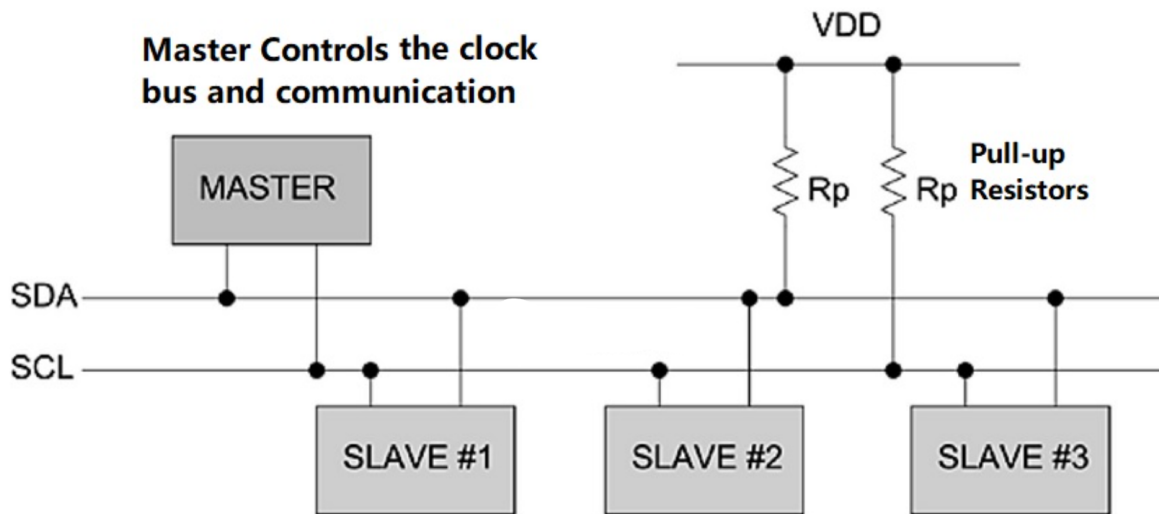 VDD
Master Controls the clock
bus and communication
MASTER
Rp
Rp
Pull-up
Resistors
SDA
SCL
SLAVE #1
SLAVE #2
SLAVE #3